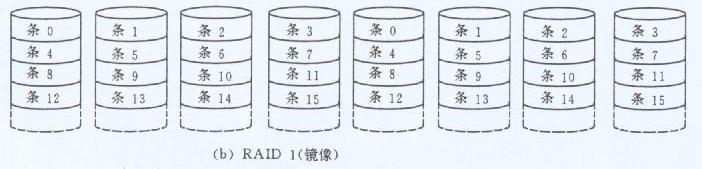 条 0 条 1 条 2 条 3 条 0 条 1 条 2 条 3
条 4 条 5 条 6 条 7 条 4 条 5 条 6 条 7
条 8 条 9 条 10 条 11 条 8 条 9 条 10 条 11
条 12 条 13 条 14 条 15 条 12 条 13 条 14 条 15
(b) RAID 1(镜像)